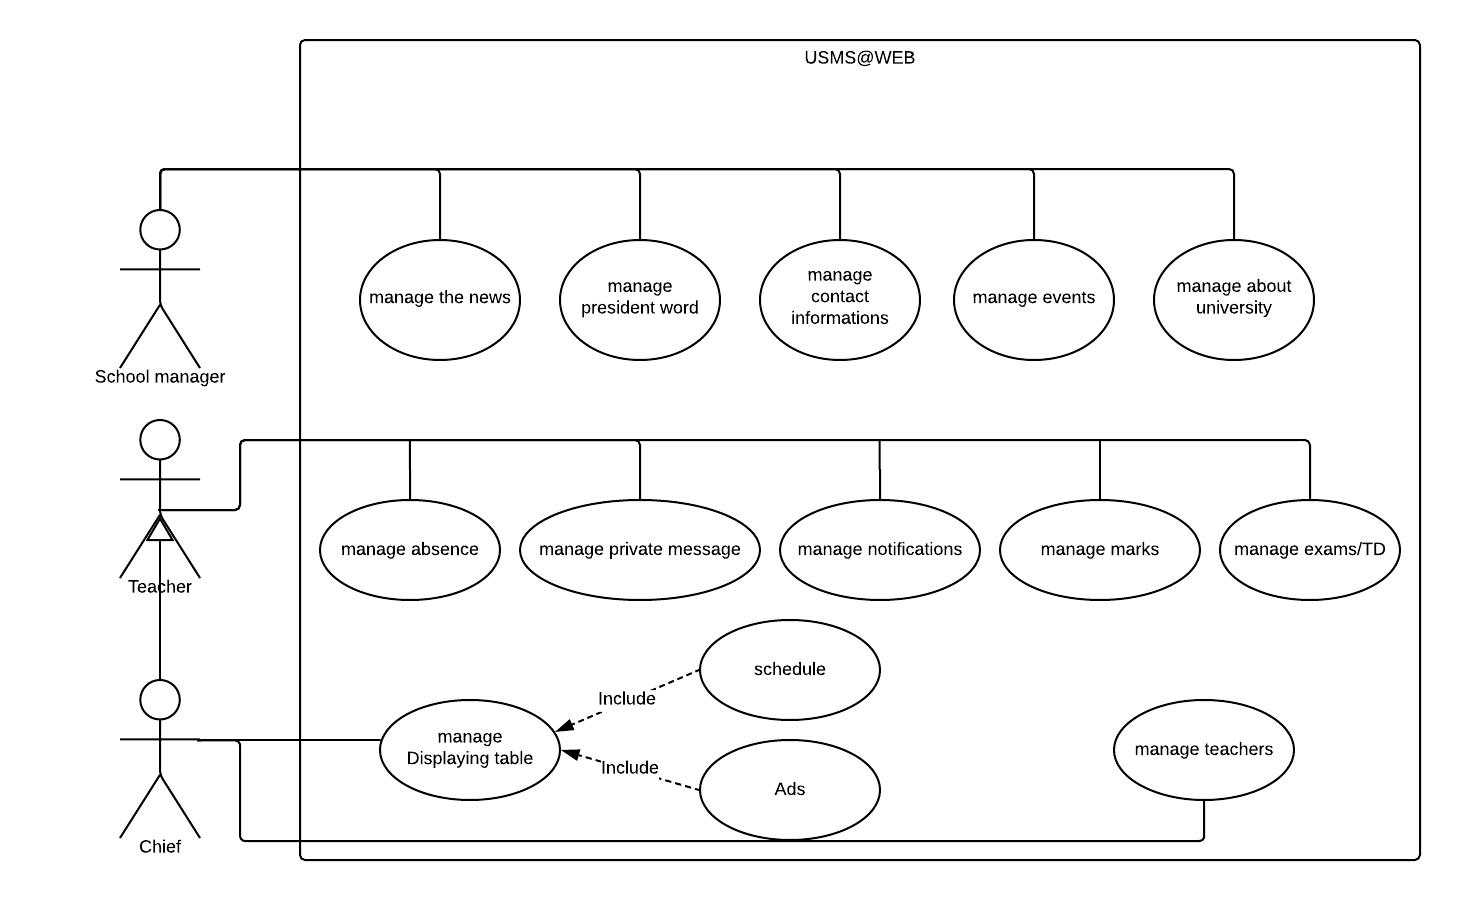 USMS@WEB
manage the news
manage
president word
manage
contact
informations
manage events
manage about
university
School manager
manage absence
manage private message
manage notifications
manage marks
manage exams/TD
Teacher
schedule
Include
manage
Displaying table
manage teachers
Include
Ads
Chief